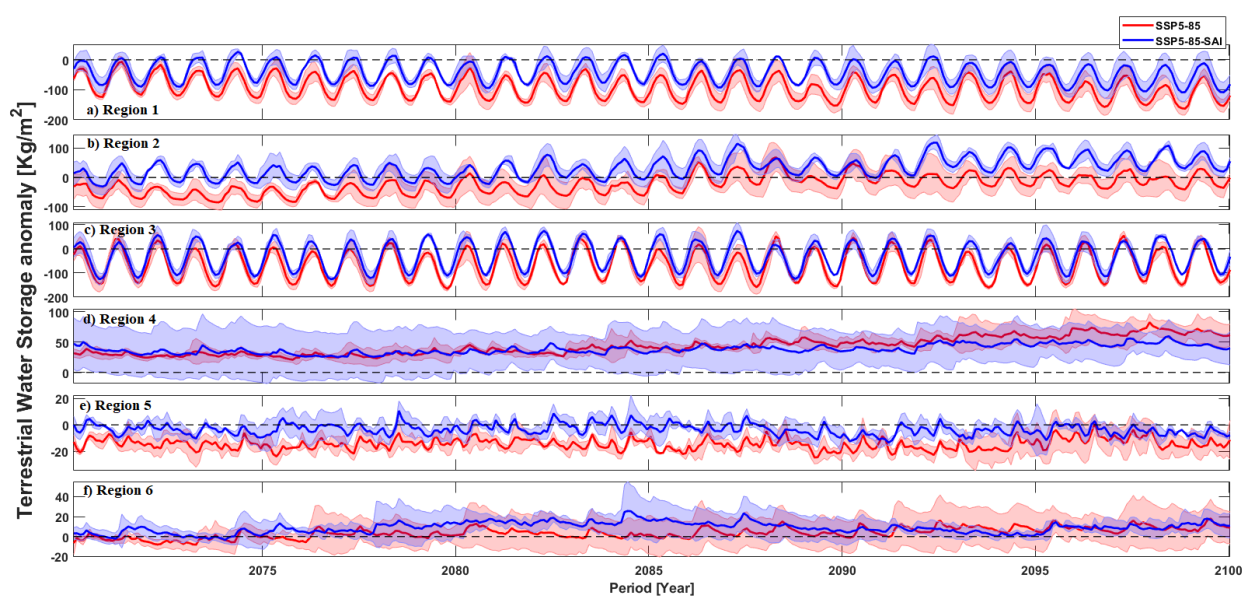 SSP5-85
SSP5-85-SAI
Terrestrial Water Storage anomaly [Kg/m²]
0
-100
-200
a) Region 1
100
0
-100
b) Region 2
100
0
-100
-200
c) Region 3
100
50
0
d) Region 4
20
0
-20
e) Region 5
40
20
0
-20
f) Region 6
2075 2080 2085 2090 2095 2100
Period [Year]